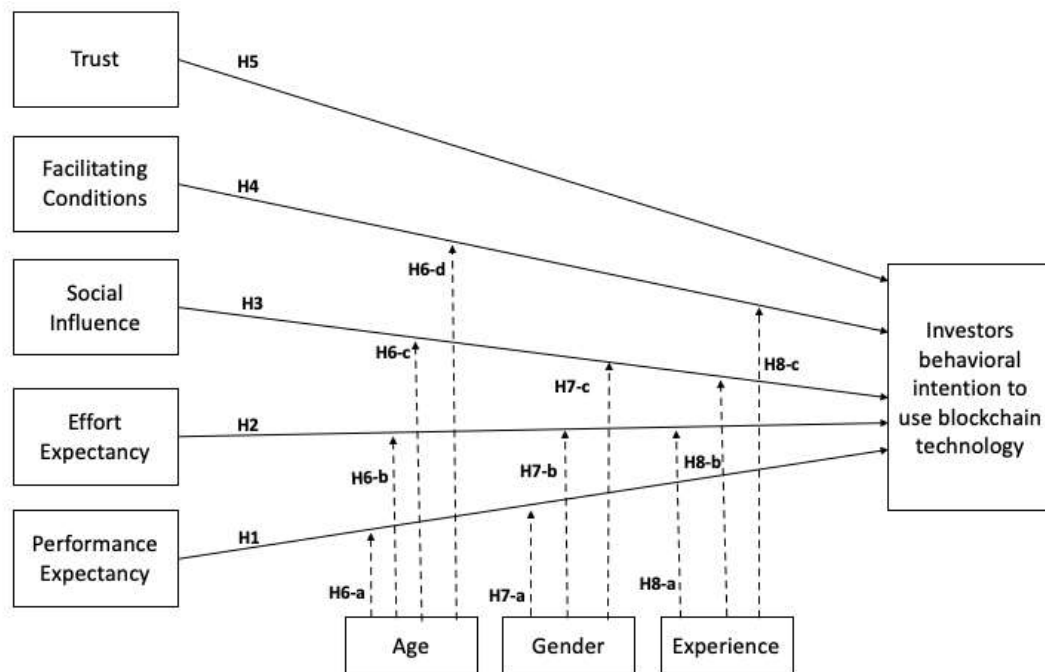 Trust
H5
Facilitating
Conditions
H4
H6-d
Social
Influence
H3
H6-c
H7-c
H8-c
Investors
behavioral
intention to
use blockchain
technology
Effort
Expectancy
H2
H6-b
H7-b
H8-b
Performance
Expectancy
H1
H6-a
H7-a
H8-a
Age
Gender
Experience